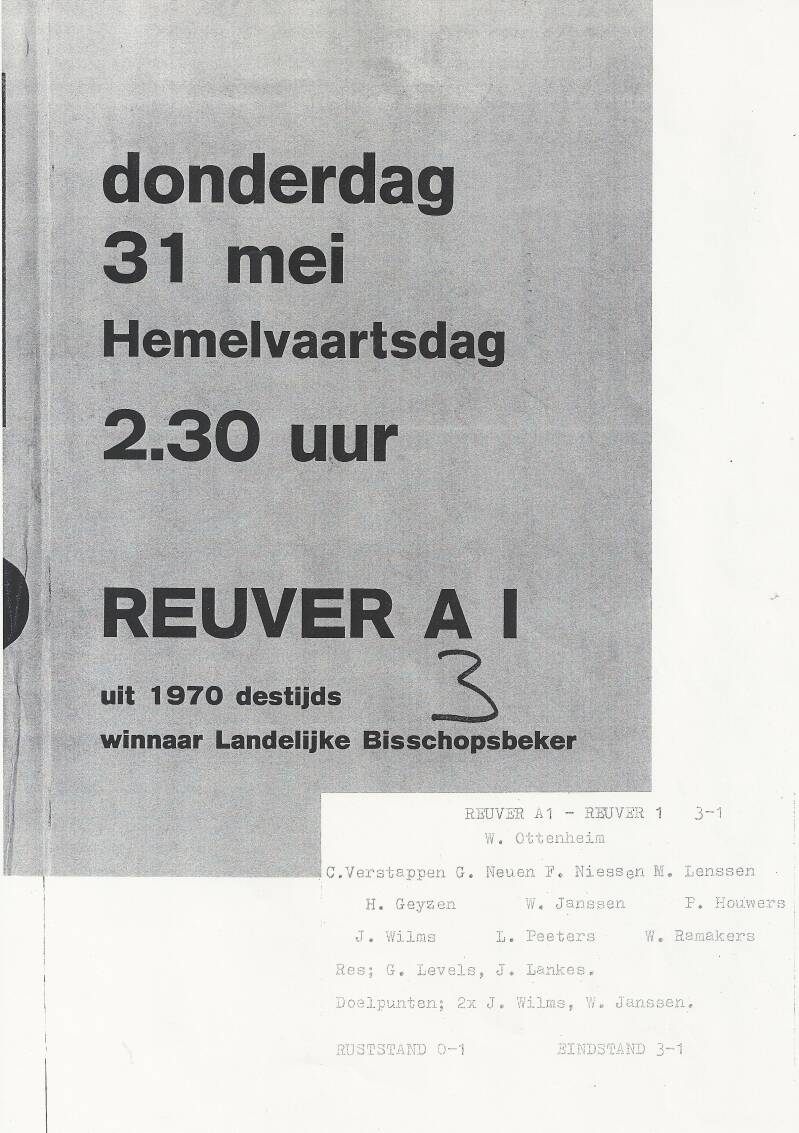 donderdag
31 mei
Hemelvaartsdag
2.30 uur
REUVER A I
3
uit 1970 destijds
winnaar Landelijke Bisschopsbeker
REUVER A1 - REUVER 1 3-1
W. Ottenheim
C.Verstappen G. Neuen F. Niessen M. Lenssen
H. Geyzen W. Janssen P. Houwers
J. Wilms L. Peeters W. Ramakers
Res; G. Levels, J. Lankes.
Doelpunten; 2x J. Wilms, W. Janssen.
RUSTSTAND 0-1 EINDSTAND 3-1